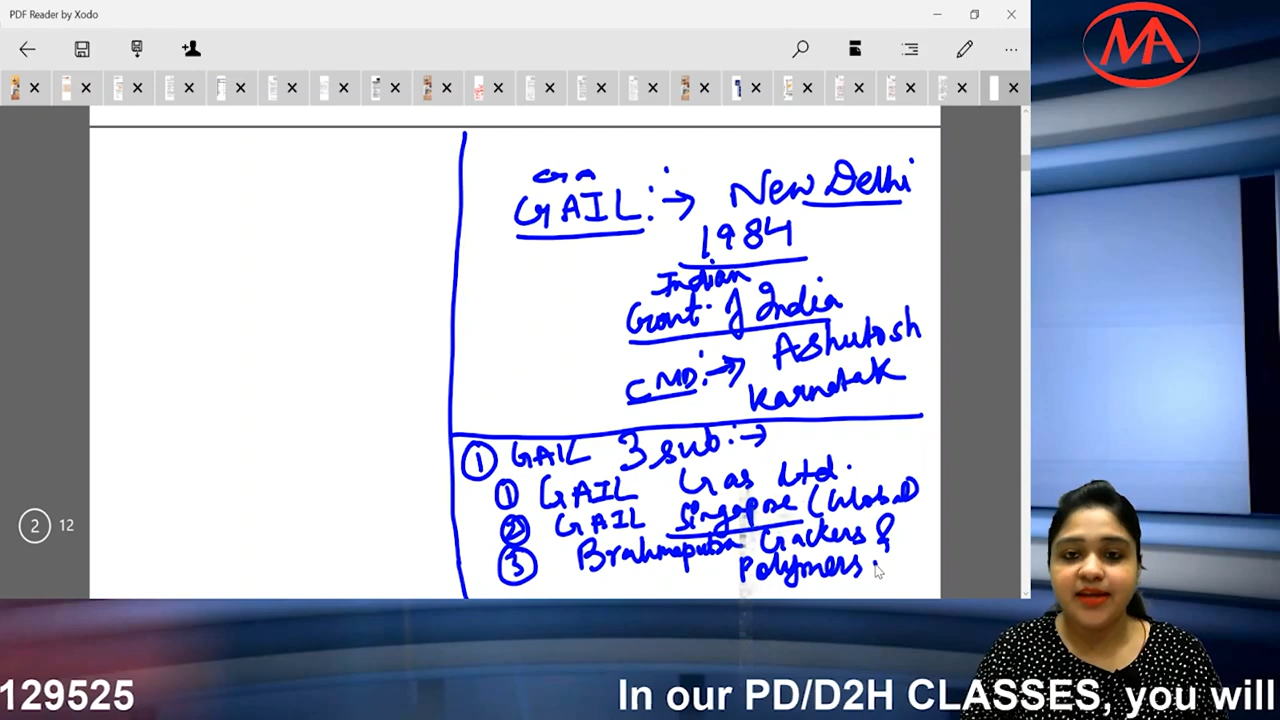 PDF Reader by Xodo
MA
Ga
GAIL :→ New Delhi
1984
Indian
Govt. of India
CMD :→ Ashutosh
Karnatak
① GAIL 3 sub :→
① GAIL Gas Ltd.
② GAIL Singapore (Global)
③ Brahmaputra Crackers &
Polymers.
2 12
129525 In our PD/D2H CLASSES, you will